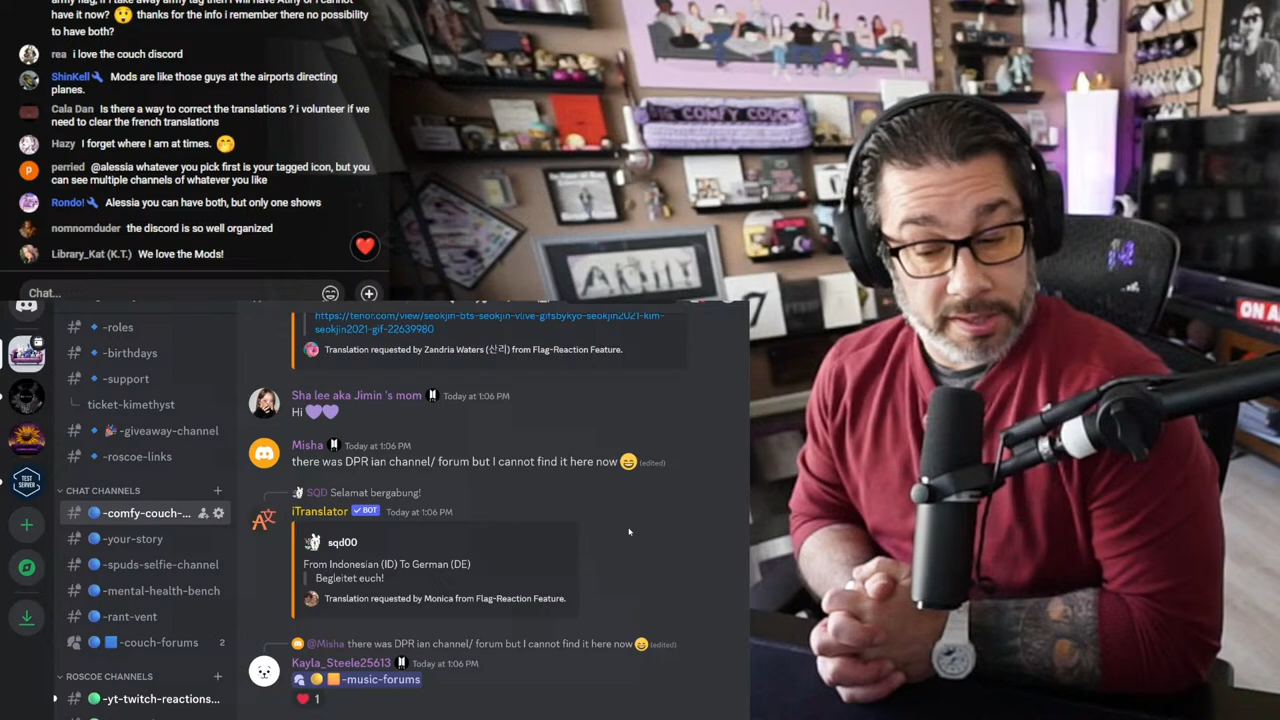 army flag, if i take away army tag then i will have Atiny or i cannot
have it now? 😲 thanks for the info i remember there no possibility
to have both?
rea i love the couch discord
ShinKell Mods are like those guys at the airports directing
planes.
Cala Dan Is there a way to correct the translations ? i volunteer if we
need to clear the french translations
Hazy I forget where I am at times. 🤭
P perried @alessia whatever you pick first is your tagged icon, but you
can see multiple channels of whatever you like
Rondo! Alessia you can have both, but only one shows
nomnomduder the discord is so well organized
Library_Kat (K.T.) We love the Mods!
Chat...
-roles
-birthdays
-support
ticket-kimethyst
-giveaway-channel
-roscoe-links
CHAT CHANNELS
-comfy-couch-...
-your-story
-spuds-selfie-channel
-mental-health-bench
-rant-vent
-couch-forums 2
ROSCOE CHANNELS
-yt-twitch-reactions...
TEST
SERVER
https://tenor.com/view/seokjin-bts-seokjin-vlive-gifsbykyo-seokjin2021-kim-
seokjin2021-gif-22639980
Translation requested by Zandria Waters (산리) from Flag-Reaction Feature.
Sha lee aka Jimin 's mom Today at 1:06 PM
Hi 💜💜
Misha Today at 1:06 PM
there was DPR ian channel/ forum but I cannot find it here now 😄 (edited)
SQD Selamat bergabung!
iTranslator BOT Today at 1:06 PM
sqd00
From Indonesian (ID) To German (DE)
Begleitet euch!
Translation requested by Monica from Flag-Reaction Feature.
@Misha there was DPR ian channel/ forum but I cannot find it here now 😄 (edited)
Kayla_Steele25613 Today at 1:06 PM
-music-forums
❤️ 1
COMFY COUCH
ARMY
ON A